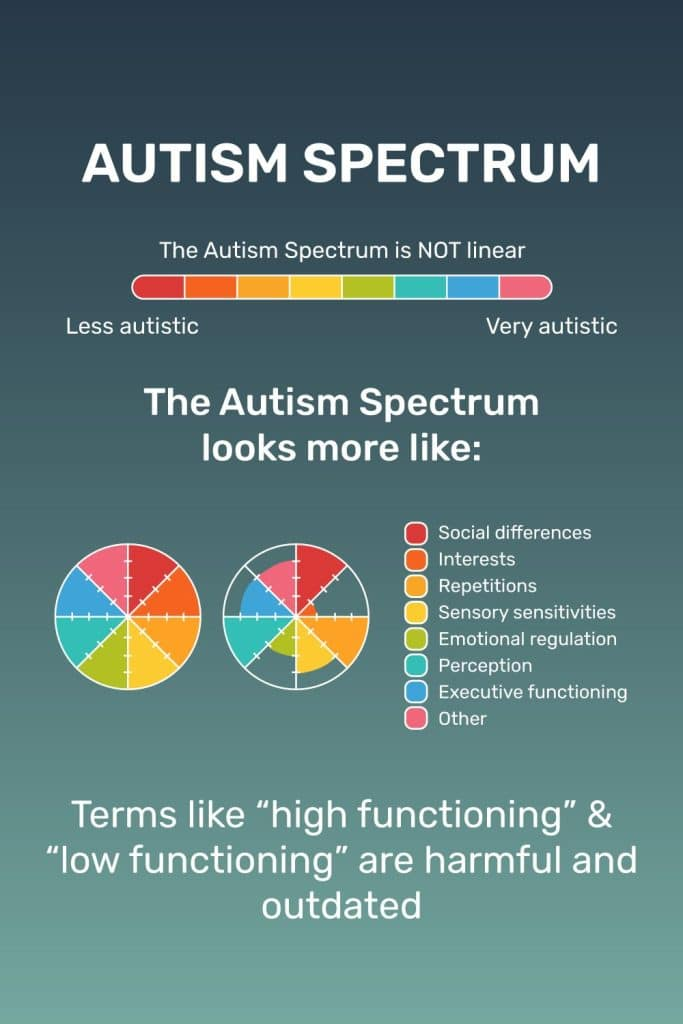 AUTISM SPECTRUM
The Autism Spectrum is NOT linear
Less autistic
Very autistic
The Autism Spectrum
looks more like:
Social differences
Interests
Repetitions
Sensory sensitivities
Emotional regulation
Perception
Executive functioning
Other
Terms like “high functioning” &
“low functioning” are harmful and
outdated